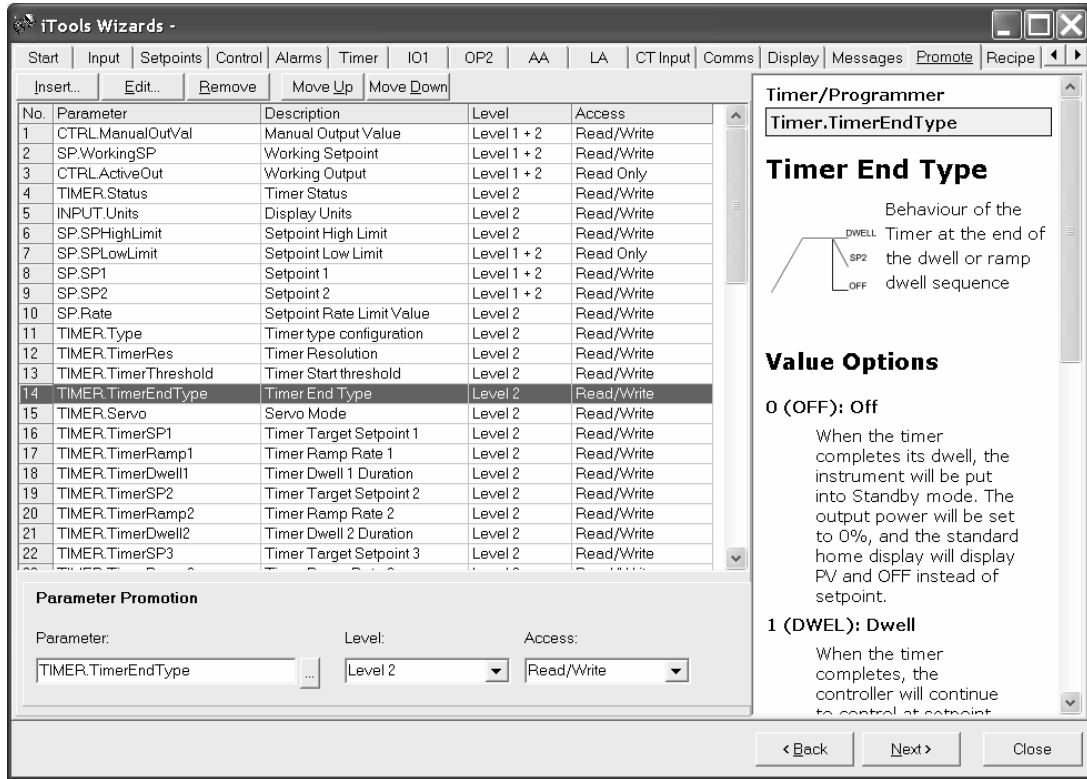 iTools Wizards -
Start Input Setpoints Control Alarms Timer IO1 OP2 AA LA CT Input Comms Display Messages Promote Recipe
Insert... Edit... Remove Move Up Move Down
No. Parameter Description Level Access
1 CTRL.ManualOutVal Manual Output Value Level 1 + 2 Read/Write
2 SP.WorkingSP Working Setpoint Level 1 + 2 Read/Write
3 CTRL.ActiveOut Working Output Level 1 + 2 Read Only
4 TIMER.Status Timer Status Level 2 Read/Write
5 INPUT.Units Display Units Level 2 Read/Write
6 SP.SPHighLimit Setpoint High Limit Level 2 Read/Write
7 SP.SPLowLimit Setpoint Low Limit Level 1 + 2 Read Only
8 SP.SP1 Setpoint 1 Level 1 + 2 Read/Write
9 SP.SP2 Setpoint 2 Level 1 + 2 Read/Write
10 SP.Rate Setpoint Rate Limit Value Level 2 Read/Write
11 TIMER.Type Timer type configuration Level 2 Read/Write
12 TIMER.TimerRes Timer Resolution Level 2 Read/Write
13 TIMER.TimerThreshold Timer Start threshold Level 2 Read/Write
14 TIMER.TimerEndType Timer End Type Level 2 Read/Write
15 TIMER.Servo Servo Mode Level 2 Read/Write
16 TIMER.TimerSP1 Timer Target Setpoint 1 Level 2 Read/Write
17 TIMER.TimerRamp1 Timer Ramp Rate 1 Level 2 Read/Write
18 TIMER.TimerDwell1 Timer Dwell 1 Duration Level 2 Read/Write
19 TIMER.TimerSP2 Timer Target Setpoint 2 Level 2 Read/Write
20 TIMER.TimerRamp2 Timer Ramp Rate 2 Level 2 Read/Write
21 TIMER.TimerDwell2 Timer Dwell 2 Duration Level 2 Read/Write
22 TIMER.TimerSP3 Timer Target Setpoint 3 Level 2 Read/Write
Parameter Promotion
Parameter: Level: Access:
TIMER.TimerEndType ... Level 2 Read/Write
Timer/Programmer
Timer.TimerEndType
Timer End Type
Behaviour of the
DWELL Timer at the end of
SP2 the dwell or ramp
OFF dwell sequence
Value Options
0 (OFF): Off
When the timer
completes its dwell, the
instrument will be put
into Standby mode. The
output power will be set
to 0%, and the standard
home display will display
PV and OFF instead of
setpoint.
1 (DWEL): Dwell
When the timer
completes, the
controller will continue
to control at setpoint
< Back Next > Close